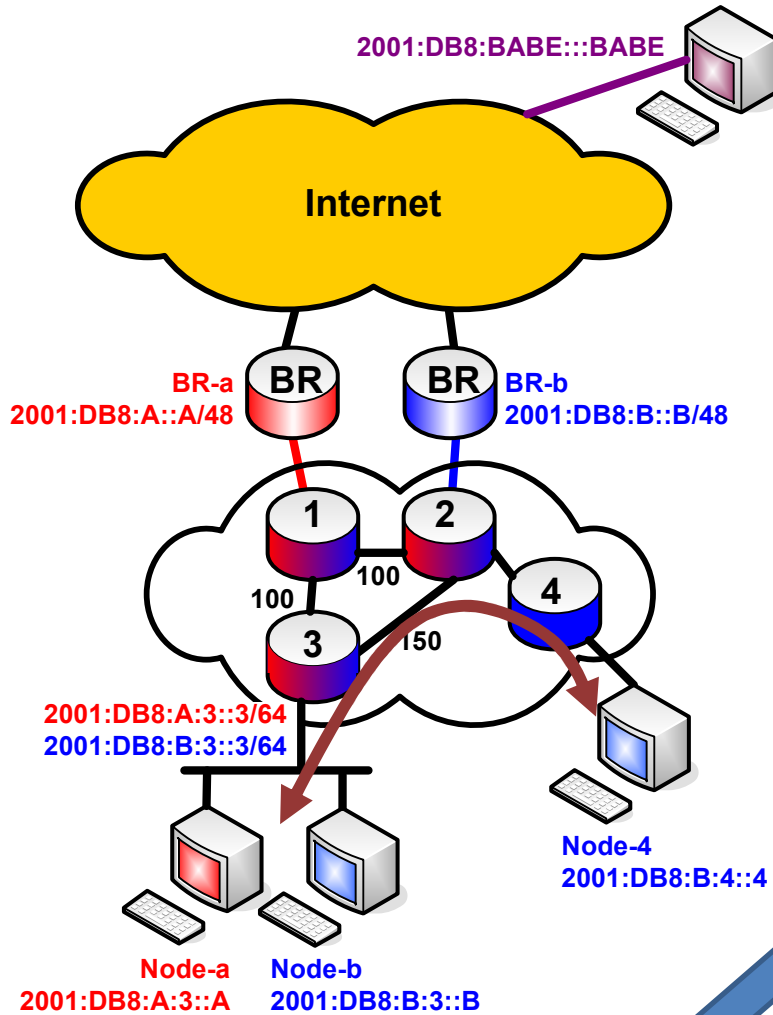 2001:DB8:BABE:::BABE
Internet
BR
BR
BR-a
2001:DB8:A::A/48
BR-b
2001:DB8:B::B/48
1
2
100
4
100
3
150
2001:DB8:A:3::3/64
2001:DB8:B:3::3/64
Node-4
2001:DB8:B:4::4
Node-a
2001:DB8:A:3::A
Node-b
2001:DB8:B:3::B